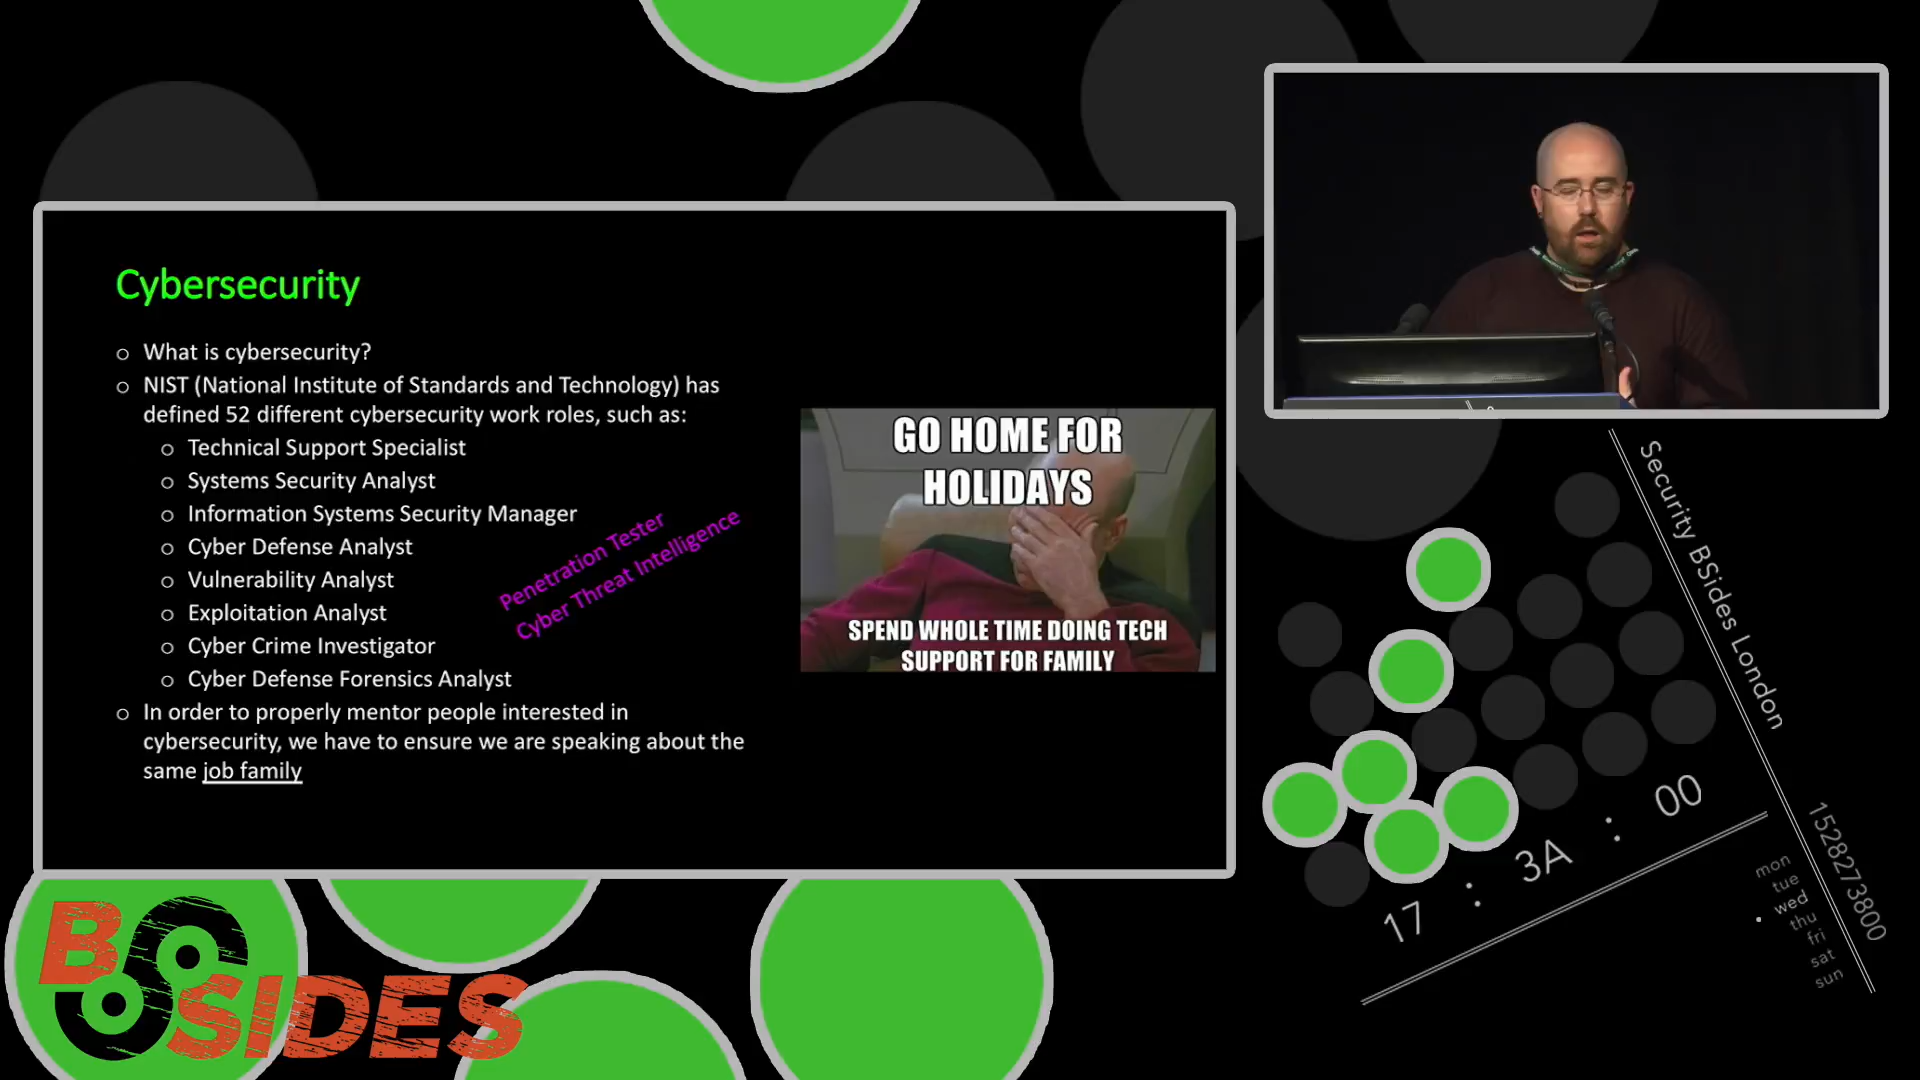 Cybersecurity
What is cybersecurity?
NIST (National Institute of Standards and Technology) has
defined 52 different cybersecurity work roles, such as:
Technical Support Specialist
Systems Security Analyst
Information Systems Security Manager
Cyber Defense Analyst
Vulnerability Analyst
Exploitation Analyst
Cyber Crime Investigator
Cyber Defense Forensics Analyst
Penetration Tester
Cyber Threat Intelligence
In order to properly mentor people interested in
cybersecurity, we have to ensure we are speaking about the
same job family
GO HOME FOR
HOLIDAYS
SPEND WHOLE TIME DOING TECH
SUPPORT FOR FAMILY
Security BSides London
17 : 3A : 00
1528273800
mon
tue
wed
thu
fri
sat
sun
BSIDES